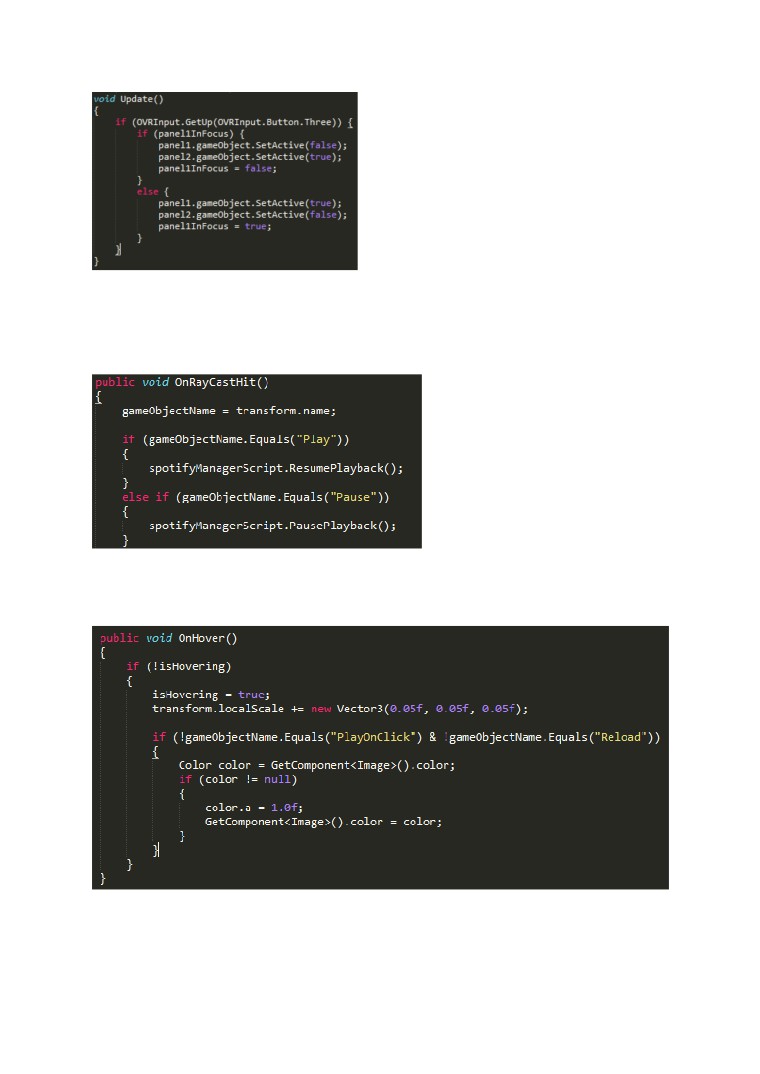 void Update()
{
if (OVRInput.GetUp(OVRInput.Button.Three)) {
if (panel1InFocus) {
panel1.gameObject.SetActive(false);
panel2.gameObject.SetActive(true);
panel1InFocus = false;
}
else {
panel1.gameObject.SetActive(true);
panel2.gameObject.SetActive(false);
panel1InFocus = true;
}
}
}
public void OnRayCastHit()
{
gameObjectName = transform.name;
if (gameObjectName.Equals("Play"))
{
spotifyManagerScript.ResumePlayback();
}
else if (gameObjectName.Equals("Pause"))
{
spotifyManagerScript.PausePlayback();
}
public void OnHover()
{
if (!isHovering)
{
isHovering = true;
transform.localScale += new Vector3(0.05f, 0.05f, 0.05f);
if (!gameObjectName.Equals("PlayOnClick") & !gameObjectName.Equals("Reload"))
{
Color color = GetComponent<Image>().color;
if (color != null)
{
color.a = 1.0f;
GetComponent<Image>().color = color;
}
}
}
}